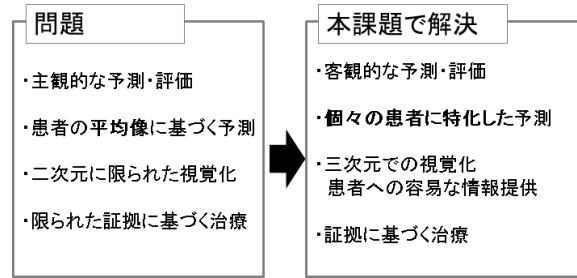 問題
・主観的な予測・評価
・患者の平均像に基づく予測
・二次元に限られた視覚化
・限られた証拠に基づく治療
本課題で解決
・客観的な予測・評価
・個々の患者に特化した予測
・三次元での視覚化
患者への容易な情報提供
・証拠に基づく治療